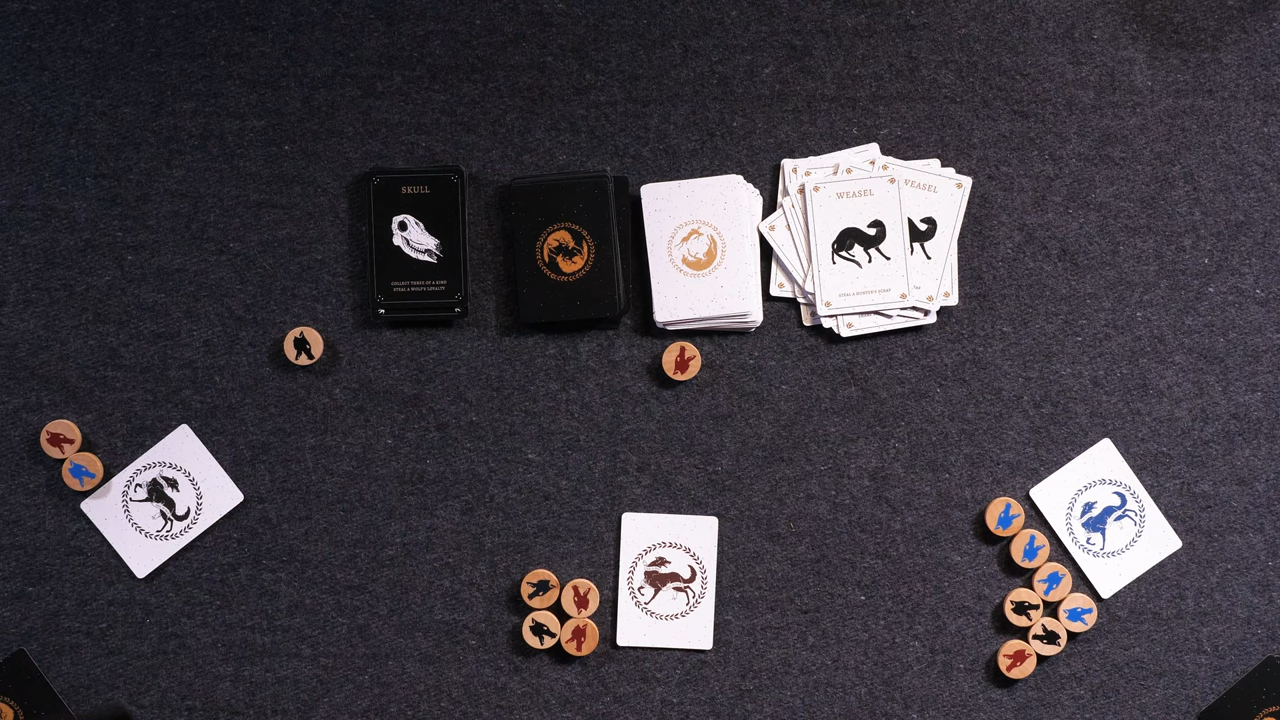 SKULL
COLLECT THREE OF A KIND
STEAL A WOLF'S LOYALTY
WEASEL
STEAL A HUNTER'S SCRAP
WEASEL